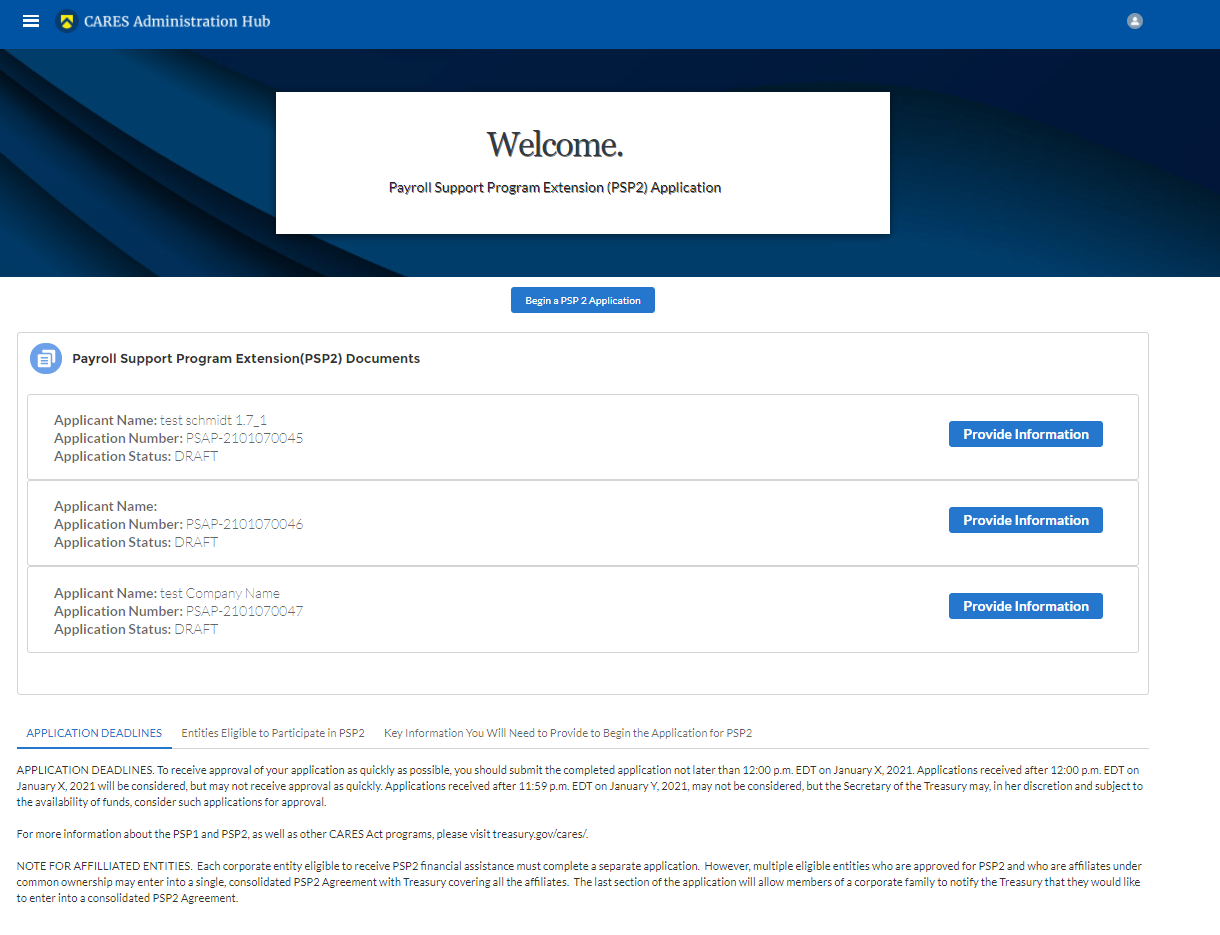 CARES Administration Hub
Welcome.
Payroll Support Program Extension (PSP2) Application
Begin a PSP 2 Application
Payroll Support Program Extension(PSP2) Documents
Applicant Name: test schmidt 1.7_1
Application Number: PSAP-2101070045
Application Status: DRAFT
Provide Information
Applicant Name:
Application Number: PSAP-2101070046
Application Status: DRAFT
Provide Information
Applicant Name: test Company Name
Application Number: PSAP-2101070047
Application Status: DRAFT
Provide Information
APPLICATION DEADLINES Entities Eligible to Participate in PSP2 Key Information You Will Need to Provide to Begin the Application for PSP2
APPLICATION DEADLINES. To receive approval of your application as quickly as possible, you should submit the completed application not later than 12:00 p.m. EDT on January X, 2021. Applications received after 12:00 p.m. EDT on
January X, 2021 will be considered, but may not receive approval as quickly. Applications received after 11:59 p.m. EDT on January Y, 2021, may not be considered, but the Secretary of the Treasury may, in her discretion and subject to
the availability of funds, consider such applications for approval.
For more information about the PSP1 and PSP2, as well as other CARES Act programs, please visit treasury.gov/cares/.
NOTE FOR AFFILLIATED ENTITIES. Each corporate entity eligible to receive PSP2 financial assistance must complete a separate application. However, multiple eligible entities who are approved for PSP2 and who are affiliates under
common ownership may enter into a single, consolidated PSP2 Agreement with Treasury covering all the affiliates. The last section of the application will allow members of a corporate family to notify the Treasury that they would like
to enter into a consolidated PSP2 Agreement.